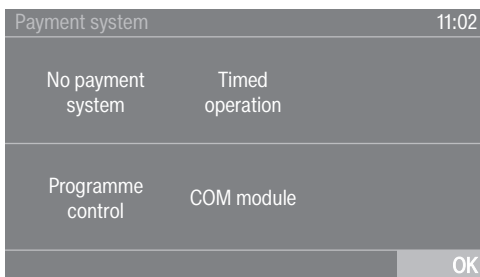 Payment system 11:02
No payment
system
Timed
operation
Programme
control
COM module
OK